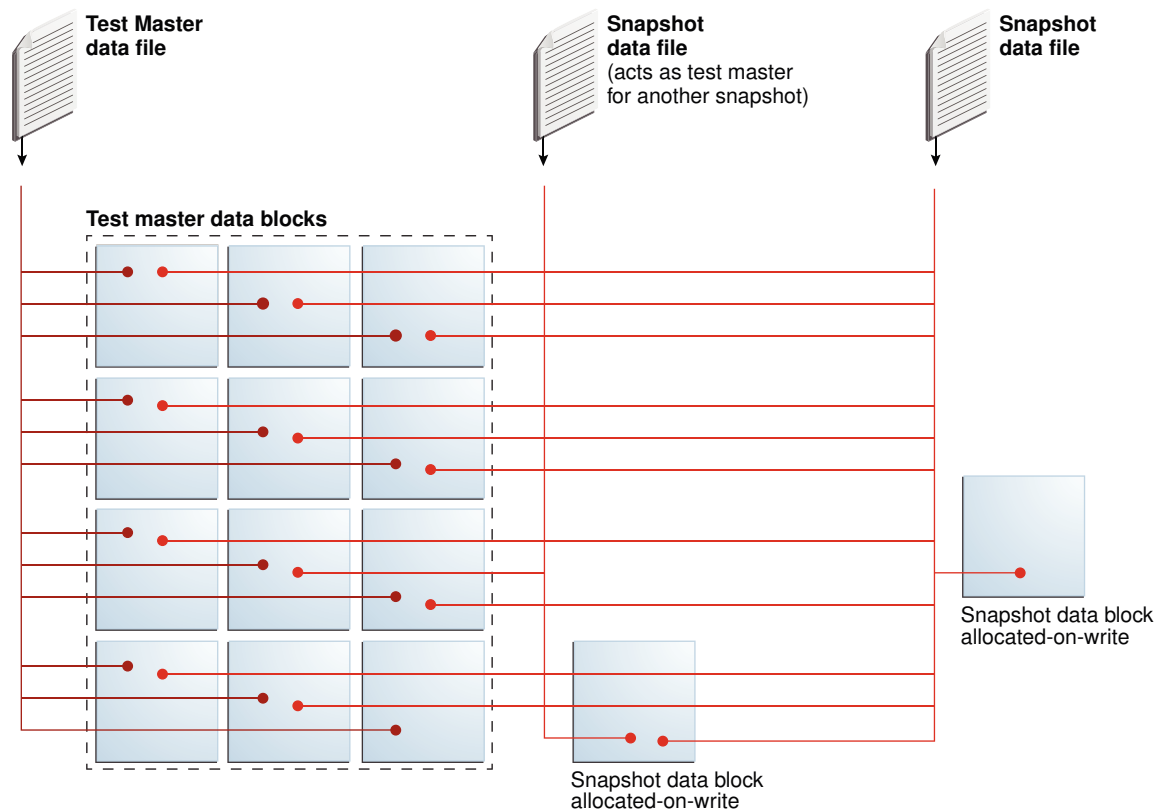 Test Master
data file
Snapshot
data file
(acts as test master
for another snapshot)
Snapshot
data file
Test master data blocks
Snapshot data block
allocated-on-write
Snapshot data block
allocated-on-write